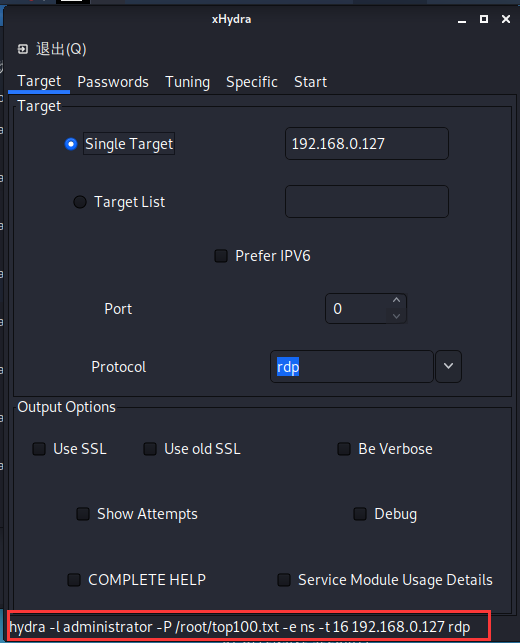 xHydra
退出(Q)
Target Passwords Tuning Specific Start
Target
Single Target 192.168.0.127
Target List
Prefer IPV6
Port 0
Protocol rdp
Output Options
Use SSL Use old SSL Be Verbose
Show Attempts Debug
COMPLETE HELP Service Module Usage Details
hydra -l administrator -P /root/top100.txt -e ns -t 16 192.168.0.127 rdp